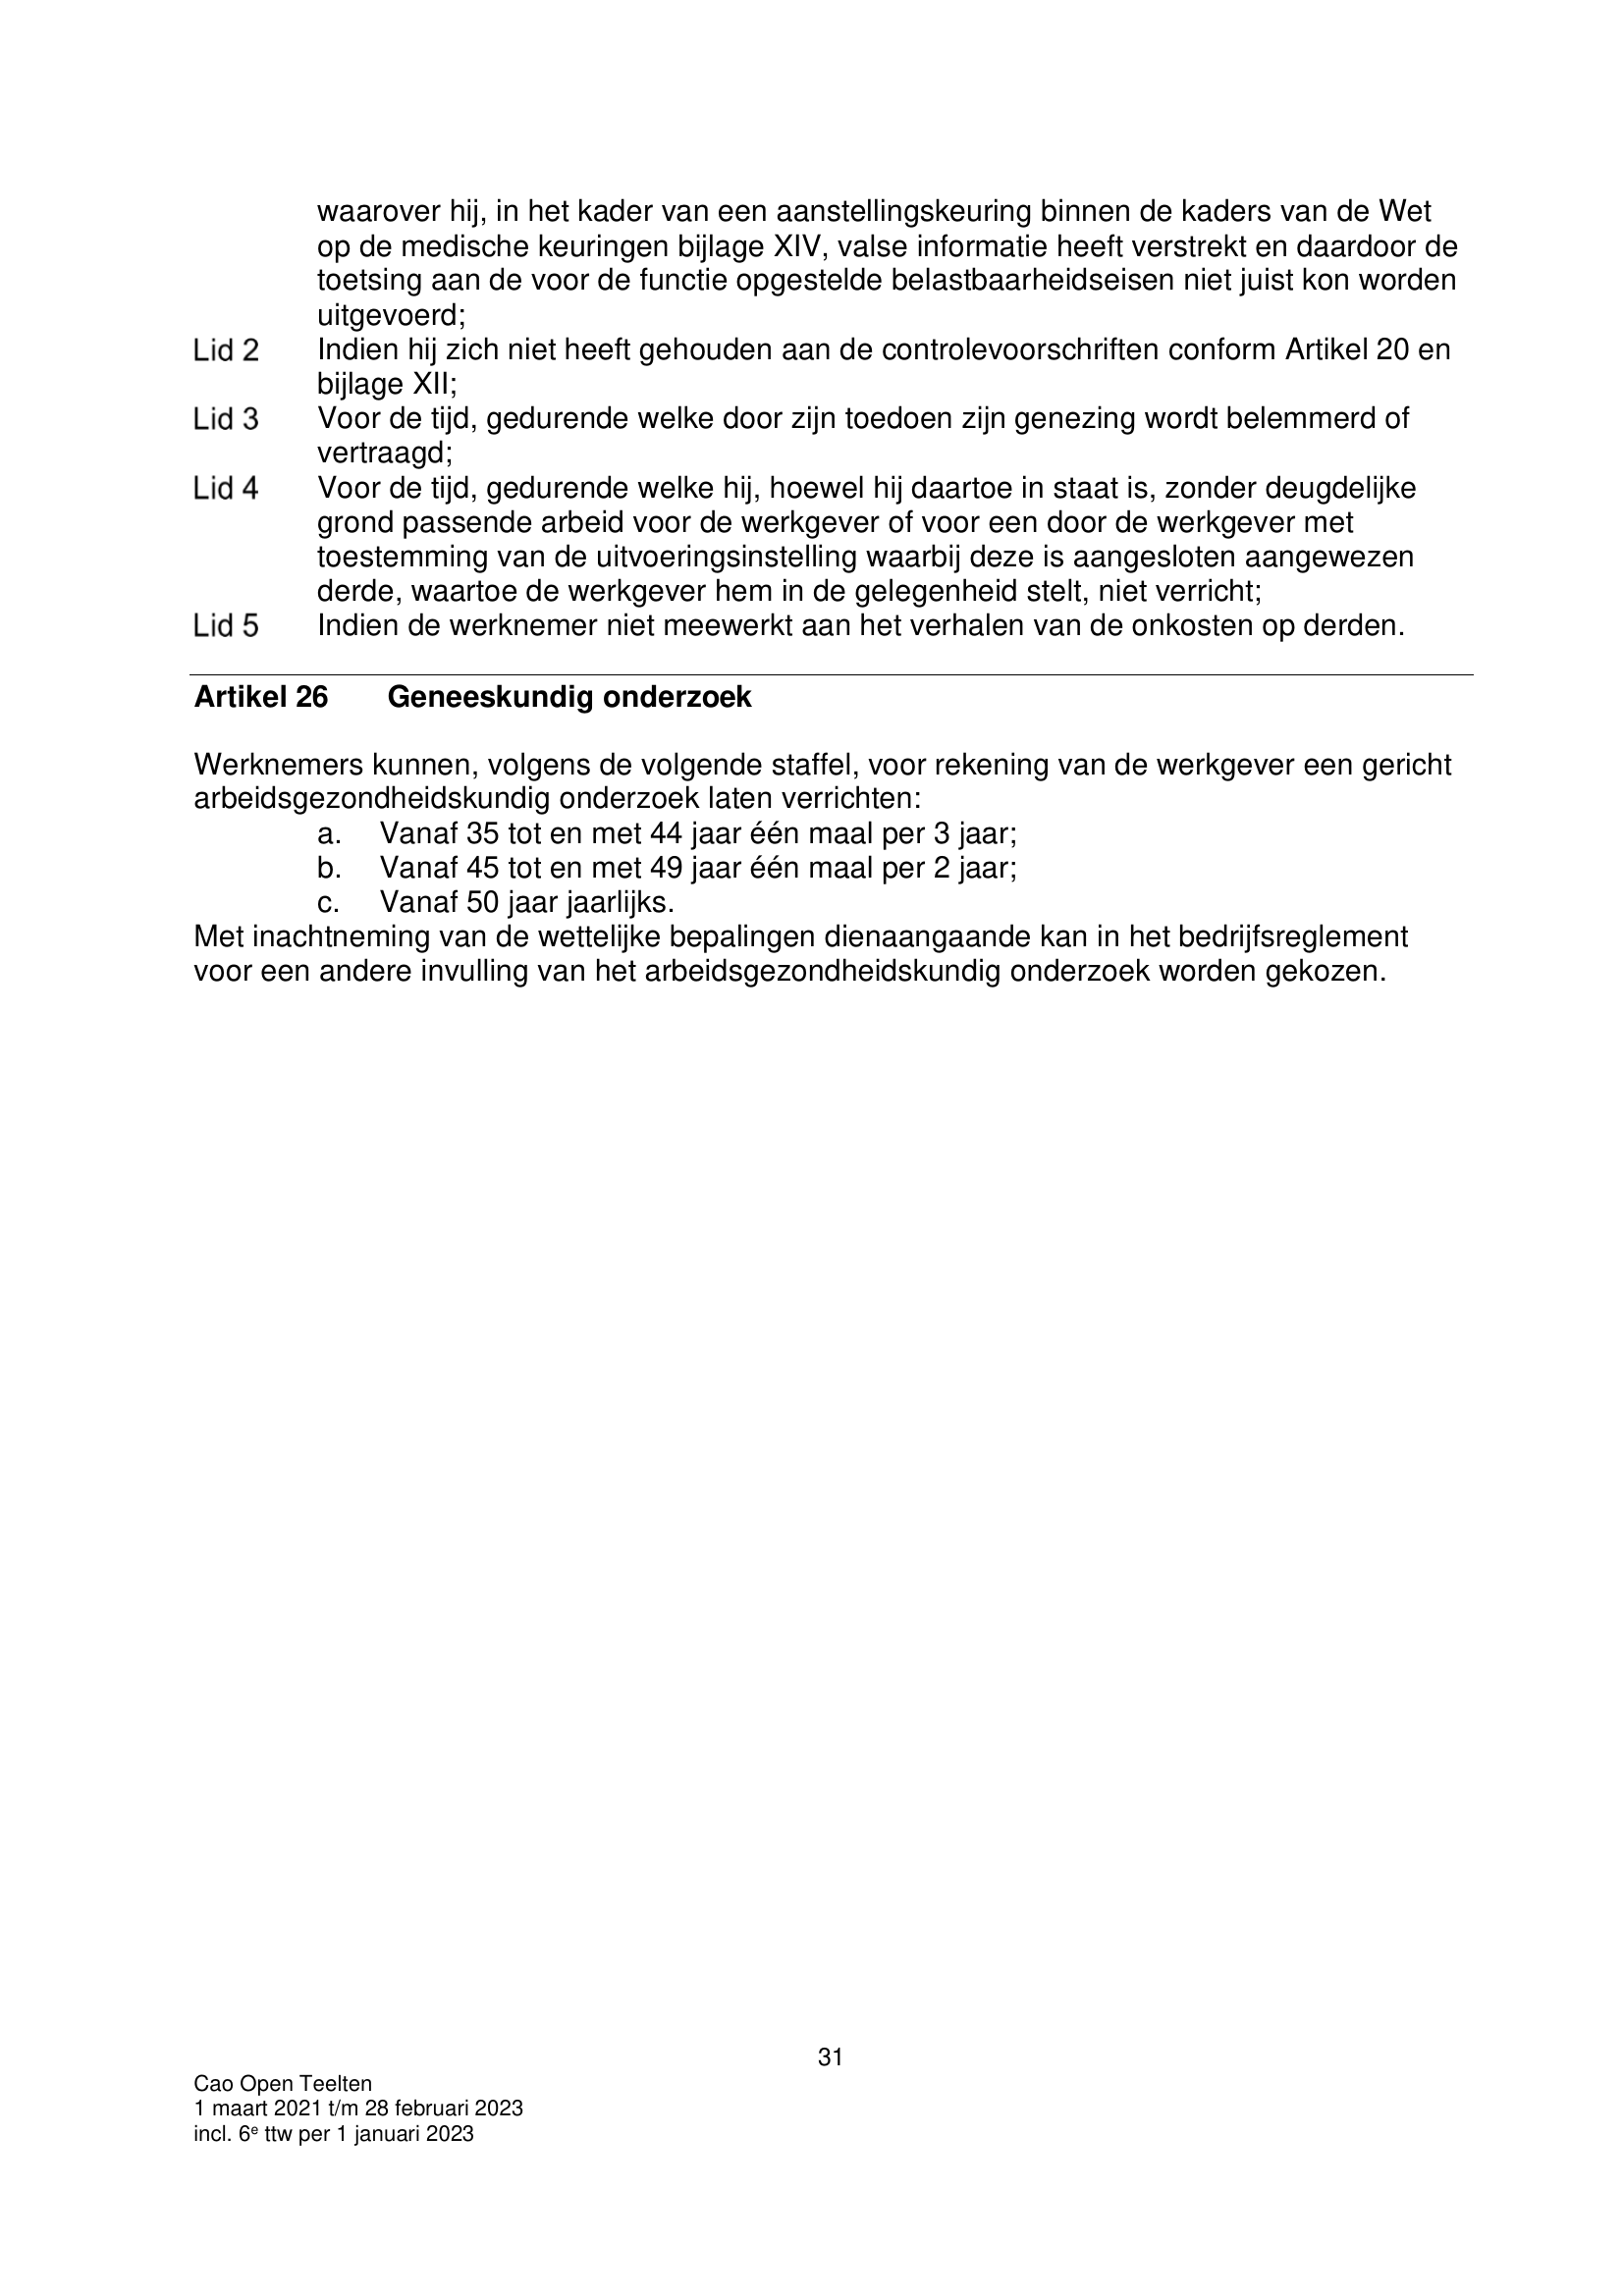 waarover hij, in het kader van een aanstellingskeuring binnen de kaders van de Wet
op de medische keuringen bijlage XIV, valse informatie heeft verstrekt en daardoor de
toetsing aan de voor de functie opgestelde belastbaarheidseisen niet juist kon worden
uitgevoerd;
Lid 2 Indien hij zich niet heeft gehouden aan de controlevoorschriften conform Artikel 20 en
bijlage XII;
Lid 3 Voor de tijd, gedurende welke door zijn toedoen zijn genezing wordt belemmerd of
vertraagd;
Lid 4 Voor de tijd, gedurende welke hij, hoewel hij daartoe in staat is, zonder deugdelijke
grond passende arbeid voor de werkgever of voor een door de werkgever met
toestemming van de uitvoeringsinstelling waarbij deze is aangesloten aangewezen
derde, waartoe de werkgever hem in de gelegenheid stelt, niet verricht;
Lid 5 Indien de werknemer niet meewerkt aan het verhalen van de onkosten op derden.
Artikel 26 Geneeskundig onderzoek
Werknemers kunnen, volgens de volgende staffel, voor rekening van de werkgever een gericht
arbeidsgezondheidskundig onderzoek laten verrichten:
a. Vanaf 35 tot en met 44 jaar één maal per 3 jaar;
b. Vanaf 45 tot en met 49 jaar één maal per 2 jaar;
c. Vanaf 50 jaar jaarlijks.
Met inachtneming van de wettelijke bepalingen dienaangaande kan in het bedrijfsreglement
voor een andere invulling van het arbeidsgezondheidskundig onderzoek worden gekozen.
31
Cao Open Teelten
1 maart 2021 t/m 28 februari 2023
incl. 6e ttw per 1 januari 2023